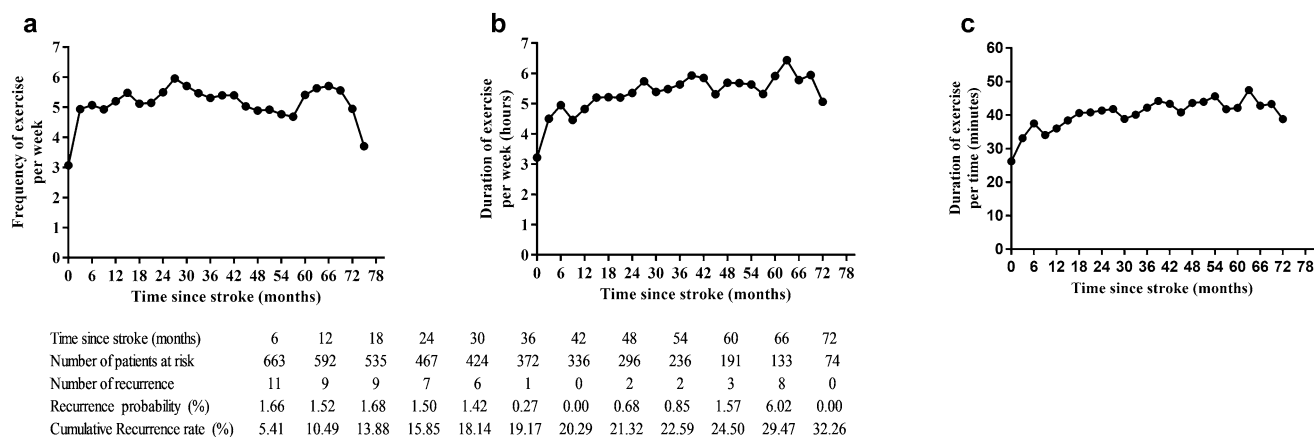 a
b
c
Frequency of exercise
per week
7
6
5
4
3
2
1
0
0 6 12 18 24 30 36 42 48 54 60 66 72 78
Time since stroke (months)
Duration of exercise
per week (hours)
7
6
5
4
3
2
1
0
0 6 12 18 24 30 36 42 48 54 60 66 72 78
Time since stroke (months)
Duration of exercise
per time (minutes)
60
50
40
30
20
10
0
0 6 12 18 24 30 36 42 48 54 60 66 72 78
Time since stroke (months)
Time since stroke (months) 6 12 18 24 30 36 42 48 54 60 66 72
Number of patients at risk 663 592 535 467 424 372 336 296 236 191 133 74
Number of recurrence 11 9 9 7 6 1 0 2 2 3 8 0
Recurrence probability (%) 1.66 1.52 1.68 1.50 1.42 0.27 0.00 0.68 0.85 1.57 6.02 0.00
Cumulative Recurrence rate (%) 5.41 10.49 13.88 15.85 18.14 19.17 20.29 21.32 22.59 24.50 29.47 32.26